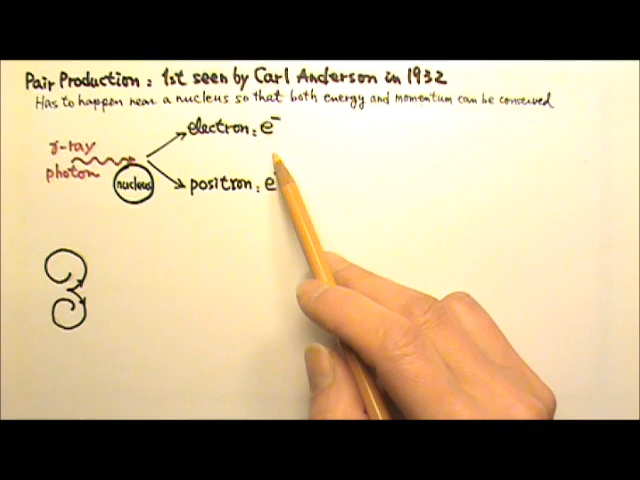 Pair Production : 1st seen by Carl Anderson in 1932
Has to happen near a nucleus so that both energy and momentum can be conserved
electron : e⁻
γ-ray
photon
nucleus
positron : e